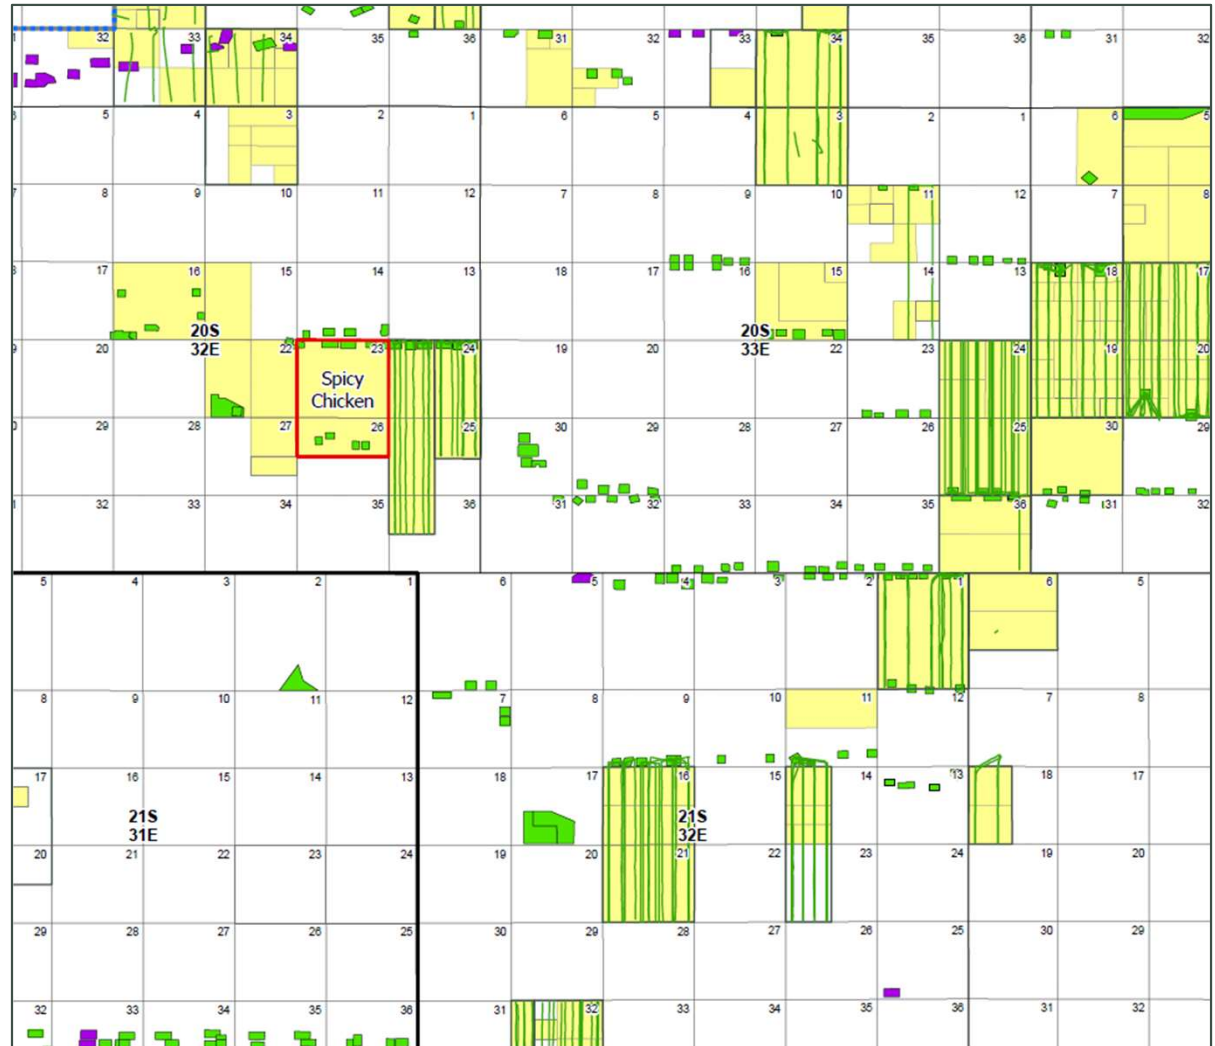 32 33 34 35 36 31 32 33 34 35 36 31 32
5 4 3 2 1 6 5 4 3 2 1 6 5
7 8 9 10 11 12 7 8 9 10 11 12 7 8
17 16 15 14 13 18 17 16 15 14 13 18 17
20S 20S
32E 33E
20 22 23 24 19 20 22 23 24 19 20
Spicy
Chicken
29 28 27 26 25 30 29 28 27 26 25 30 29
32 33 34 35 36 31 32 33 34 35 36 31 32
5 4 3 2 1 6 5 4 3 2 1 6 5
8 9 10 11 12 7 8 9 10 11 12 7 8
17 16 15 14 13 18 17 16 15 14 13 18 17
21S 21S
31E 32E
20 21 22 23 24 19 20 21 22 23 24 19 20
29 28 27 26 25 30 29 28 27 26 25 30 29
32 33 34 35 36 31 32 33 34 35 36 31 32